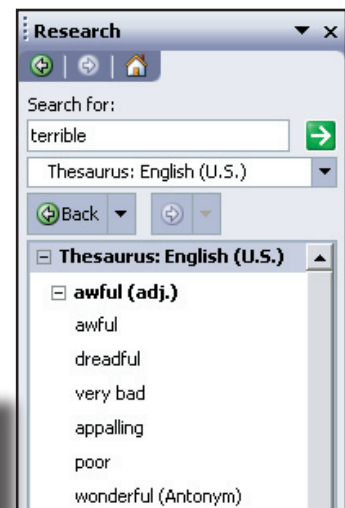 Research
Search for:
terrible
Thesaurus: English (U.S.)
Back
Thesaurus: English (U.S.)
awful (adj.)
awful
dreadful
very bad
appalling
poor
wonderful (Antonym)